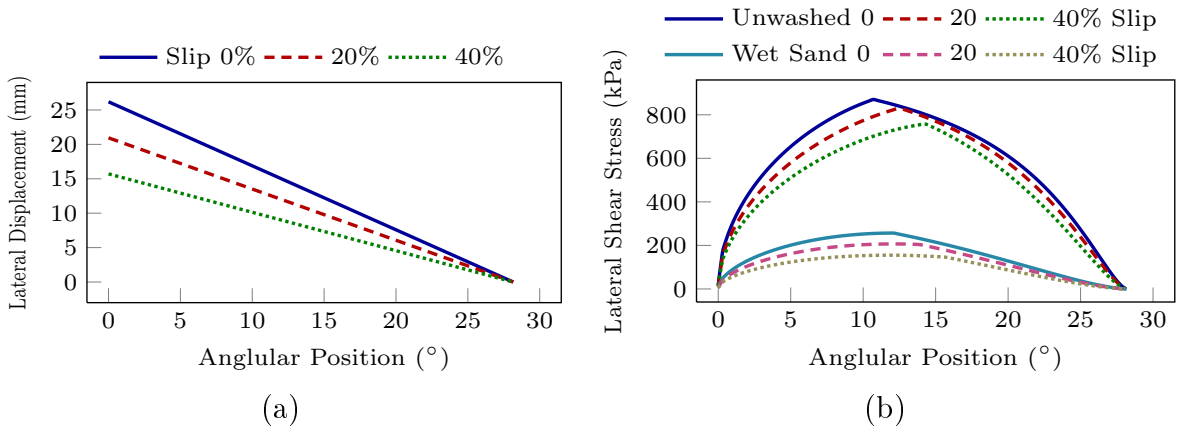 Slip 0% 20% 40%
Lateral Displacement (mm)
25
20
15
10
5
0
0 5 10 15 20 25 30
Anglular Position (°)
(a)
Unwashed 0 20 40% Slip
Wet Sand 0 20 40% Slip
Lateral Shear Stress (kPa)
800
600
400
200
0
0 5 10 15 20 25 30
Anglular Position (°)
(b)